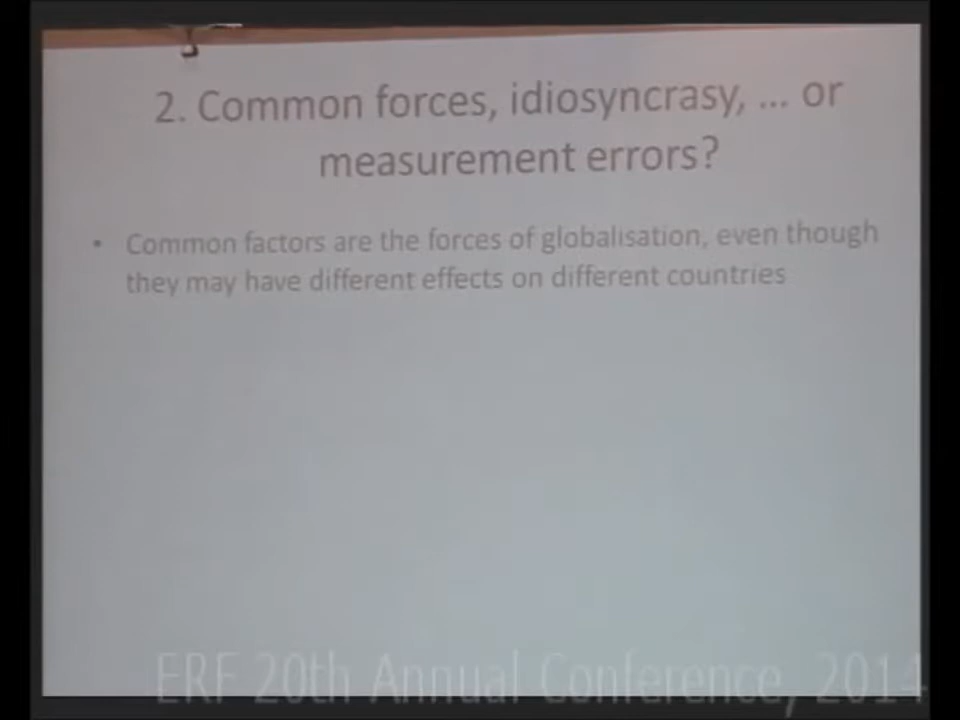 2. Common forces, idiosyncrasy, ... or
measurement errors?
• Common factors are the forces of globalisation, even though
they may have different effects on different countries
ERF 20th Annual Conference, 2014